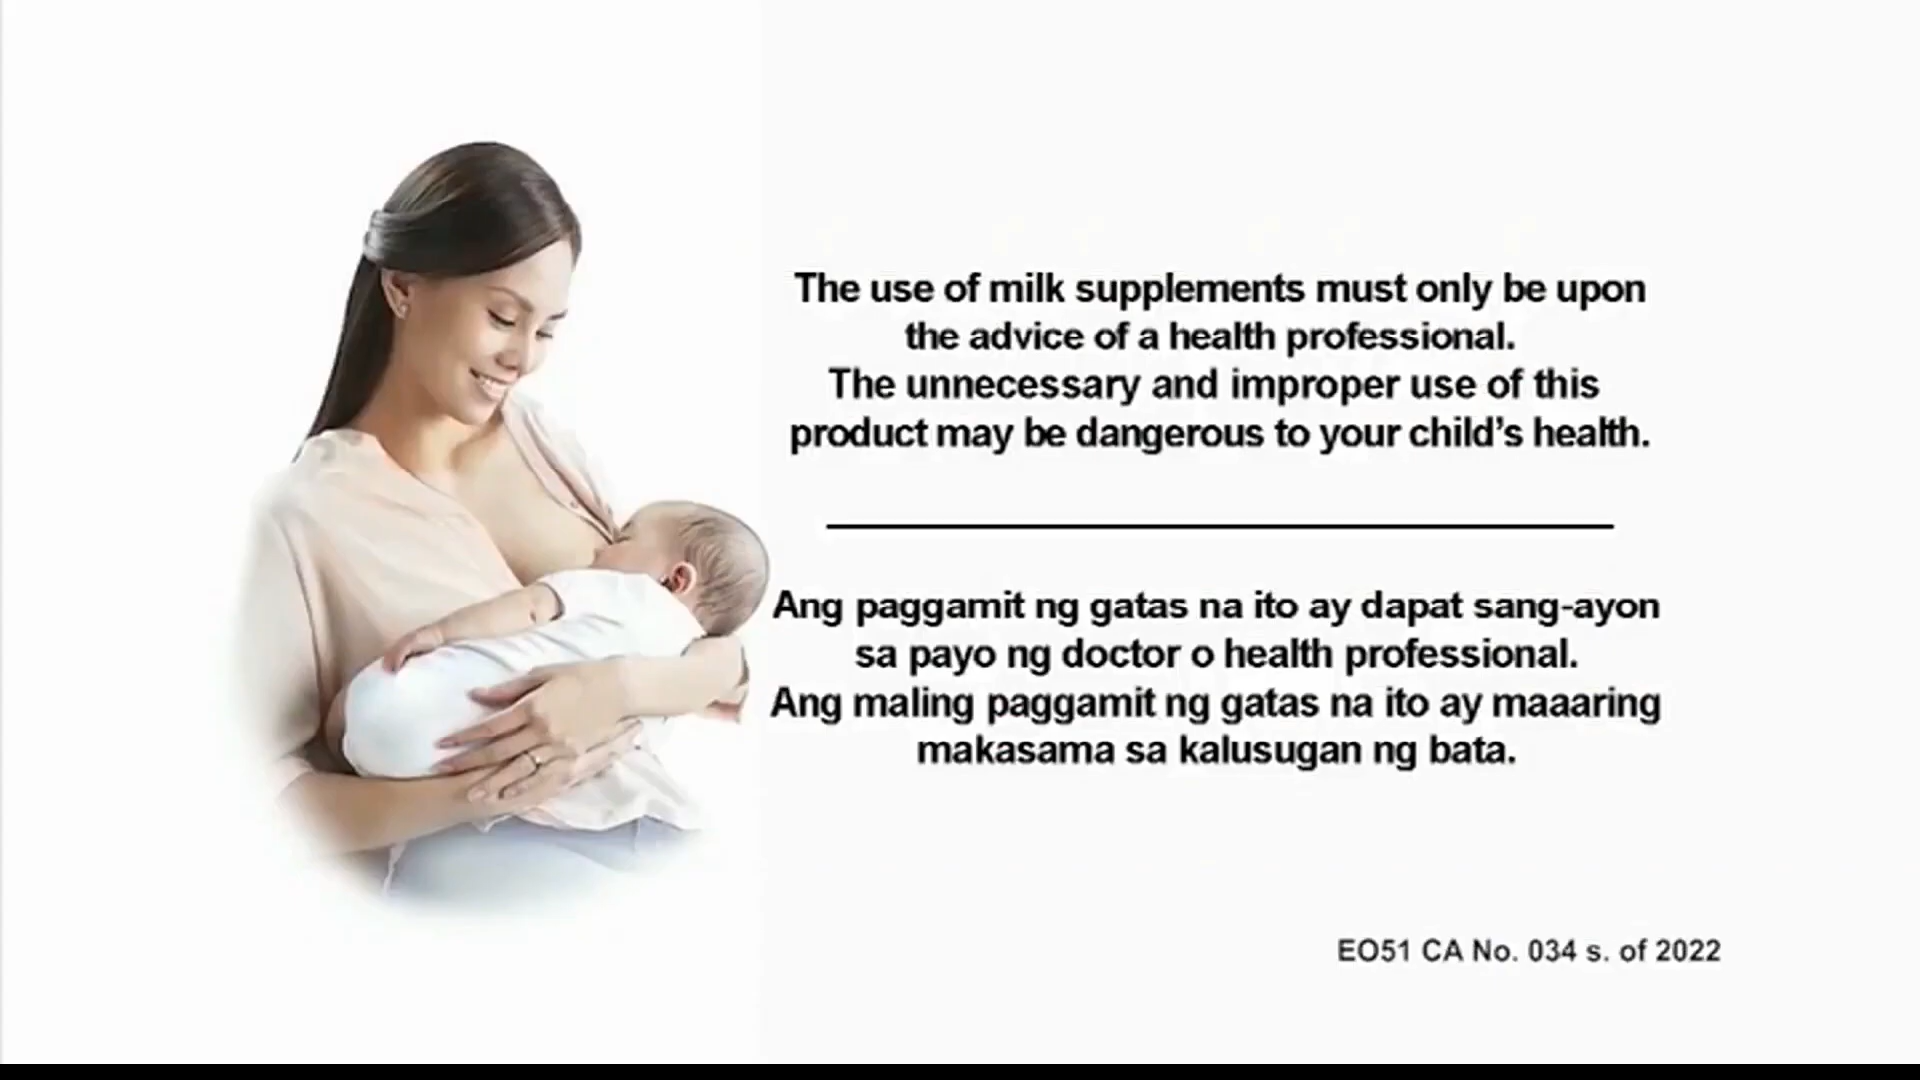 The use of milk supplements must only be upon
the advice of a health professional.
The unnecessary and improper use of this
product may be dangerous to your child's health.
Ang paggamit ng gatas na ito ay dapat sang-ayon
sa payo ng doctor o health professional.
Ang maling paggamit ng gatas na ito ay maaaring
makasama sa kalusugan ng bata.
EO51 CA No. 034 s. of 2022